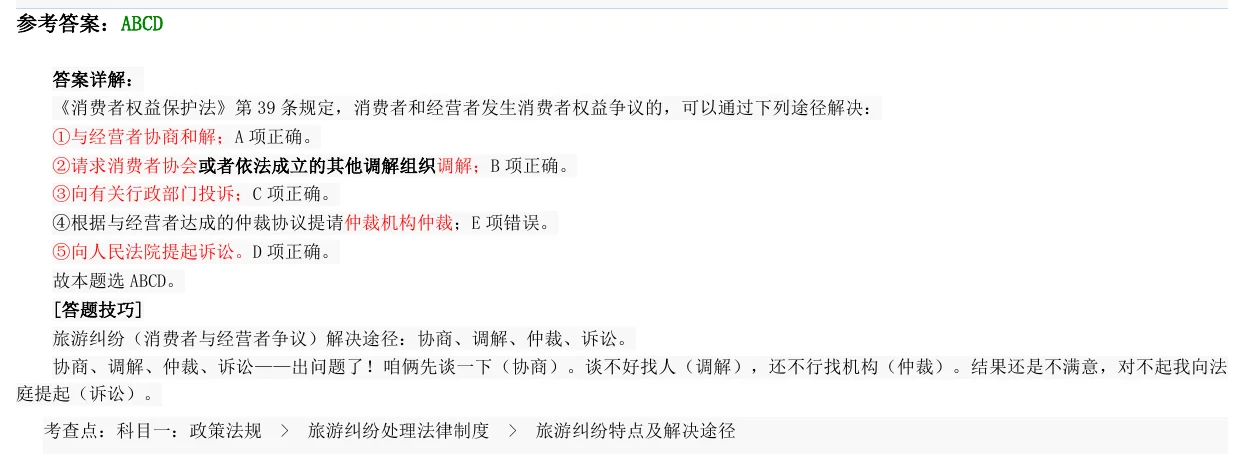 参考答案：ABCD
答案详解：
《消费者权益保护法》第 39 条规定，消费者和经营者发生消费者权益争议的，可以通过下列途径解决：
①与经营者协商和解；A 项正确。
②请求消费者协会或者依法成立的其他调解组织调解；B 项正确。
③向有关行政部门投诉；C 项正确。
④根据与经营者达成的仲裁协议提请仲裁机构仲裁；E 项错误。
⑤向人民法院提起诉讼。D 项正确。
故本题选 ABCD。
[答题技巧]
旅游纠纷（消费者与经营者争议）解决途径：协商、调解、仲裁、诉讼。
协商、调解、仲裁、诉讼——出问题了！咱俩先谈一下（协商）。谈不好找人（调解），还不行找机构（仲裁）。结果还是不满意，对不起我向法
庭提起（诉讼）。
考查点：科目一：政策法规 > 旅游纠纷处理法律制度 > 旅游纠纷特点及解决途径